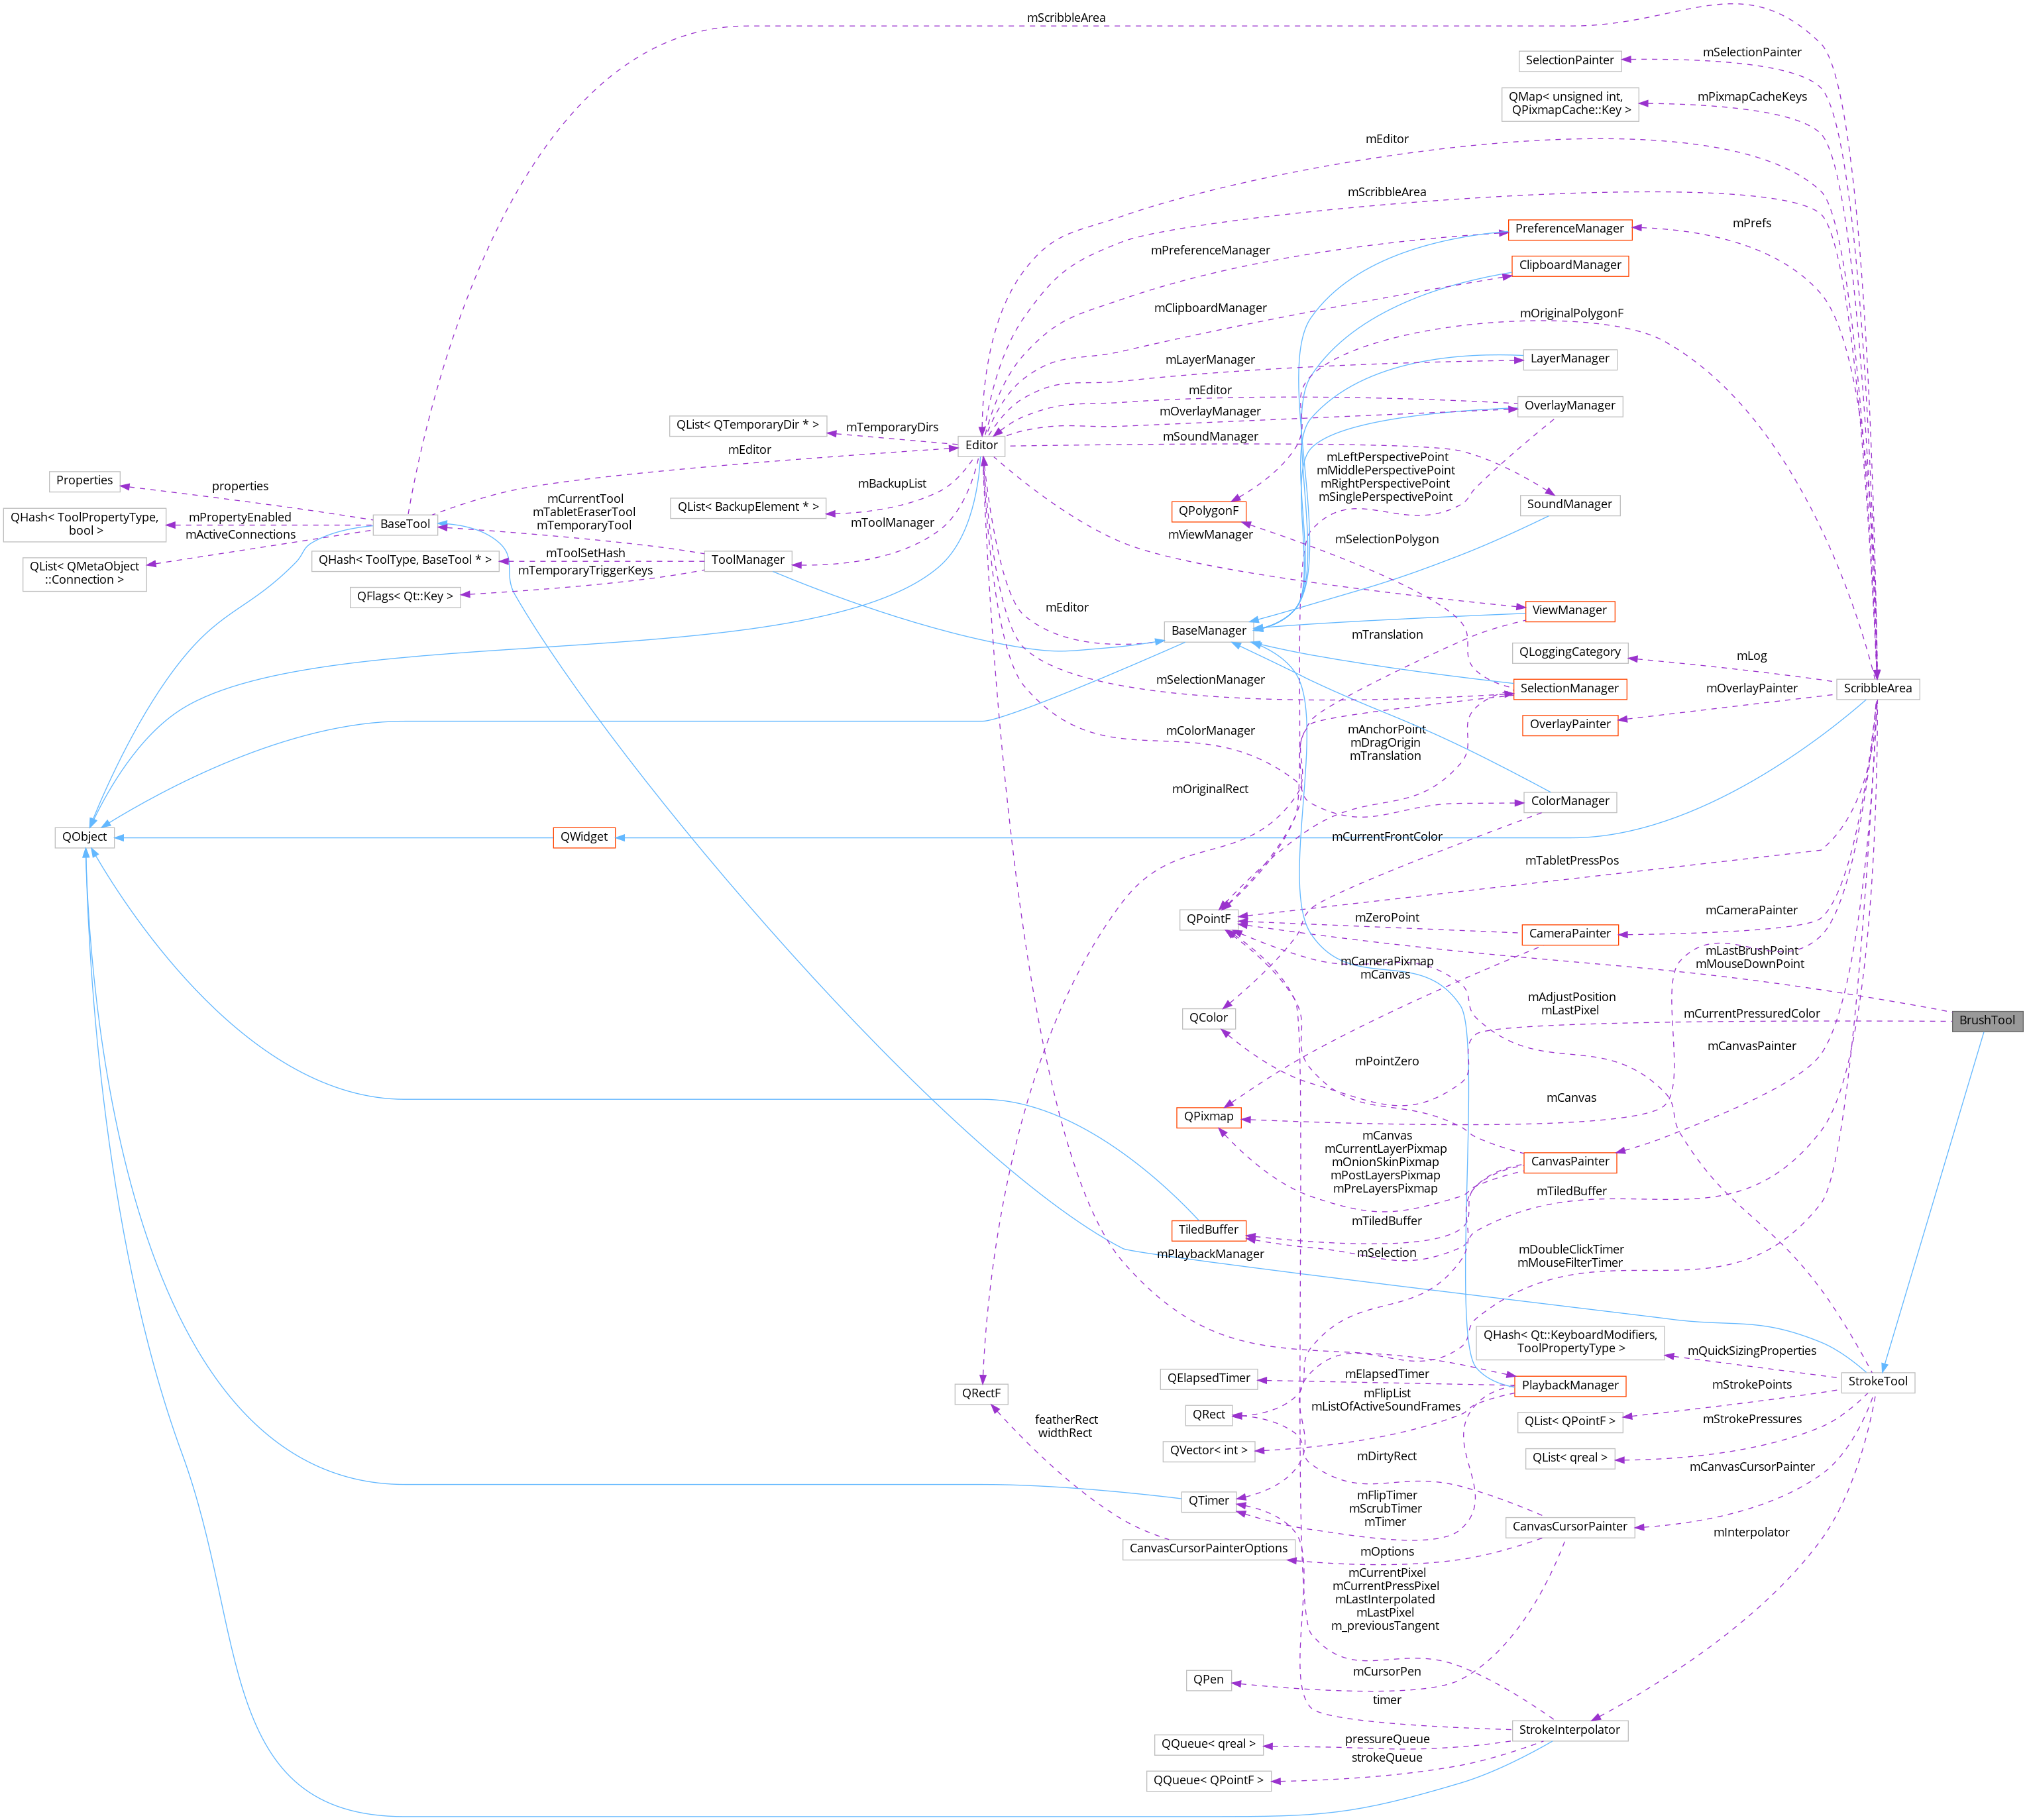 mScribbleArea
SelectionPainter
mSelectionPainter
QMap< unsigned int,
QPixmapCache::Key >
mPixmapCacheKeys
mEditor
mScribbleArea
PreferenceManager
mPrefs
mPreferenceManager
ClipboardManager
mClipboardManager
mOriginalPolygonF
LayerManager
mLayerManager
mEditor
OverlayManager
mOverlayManager
QList< QTemporaryDir * >
mTemporaryDirs
Editor
mSoundManager
mEditor
mLeftPerspectivePoint
mMiddlePerspectivePoint
mRightPerspectivePoint
mSinglePerspectivePoint
Properties
properties
mBackupList
QList< BackupElement * >
QPolygonF
SoundManager
mCurrentTool
mTabletEraserTool
mTemporaryTool
QHash< ToolPropertyType,
bool >
mPropertyEnabled
mActiveConnections
BaseTool
mToolManager
mViewManager
mSelectionPolygon
QHash< ToolType, BaseTool * >
mToolSetHash
mTemporaryTriggerKeys
ToolManager
QList< QMetaObject
::Connection >
QFlags< Qt::Key >
mEditor
BaseManager
ViewManager
mTranslation
QLoggingCategory
mLog
mSelectionManager
SelectionManager
mOverlayPainter
ScribbleArea
OverlayPainter
mColorManager
mAnchorPoint
mDragOrigin
mTranslation
mOriginalRect
ColorManager
QObject
QWidget
mCurrentFrontColor
mTabletPressPos
QPointF
mZeroPoint
CameraPainter
mCameraPainter
mCameraPixmap
mCanvas
mLastBrushPoint
mMouseDownPoint
QColor
mAdjustPosition
mLastPixel
mCurrentPressuredColor
BrushTool
mPointZero
mCanvasPainter
QPixmap
mCanvas
mCanvas
mCurrentLayerPixmap
mOnionSkinPixmap
mPostLayersPixmap
mPreLayersPixmap
CanvasPainter
TiledBuffer
mTiledBuffer
mTiledBuffer
mPlaybackManager
mSelection
mDoubleClickTimer
mMouseFilterTimer
QHash< Qt::KeyboardModifiers,
ToolPropertyType >
mQuickSizingProperties
QElapsedTimer
mElapsedTimer
PlaybackManager
StrokeTool
QRectF
mFlipList
mListOfActiveSoundFrames
mStrokePoints
QRect
QList< QPointF >
featherRect
widthRect
mStrokePressures
QVector< int >
mDirtyRect
QList< qreal >
mCanvasCursorPainter
QTimer
mFlipTimer
mScrubTimer
mTimer
CanvasCursorPainter
mInterpolator
CanvasCursorPainterOptions
mOptions
mCurrentPixel
mCurrentPressPixel
mLastInterpolated
mLastPixel
m_previousTangent
QPen
mCursorPen
timer
StrokeInterpolator
QQueue< qreal >
pressureQueue
strokeQueue
QQueue< QPointF >